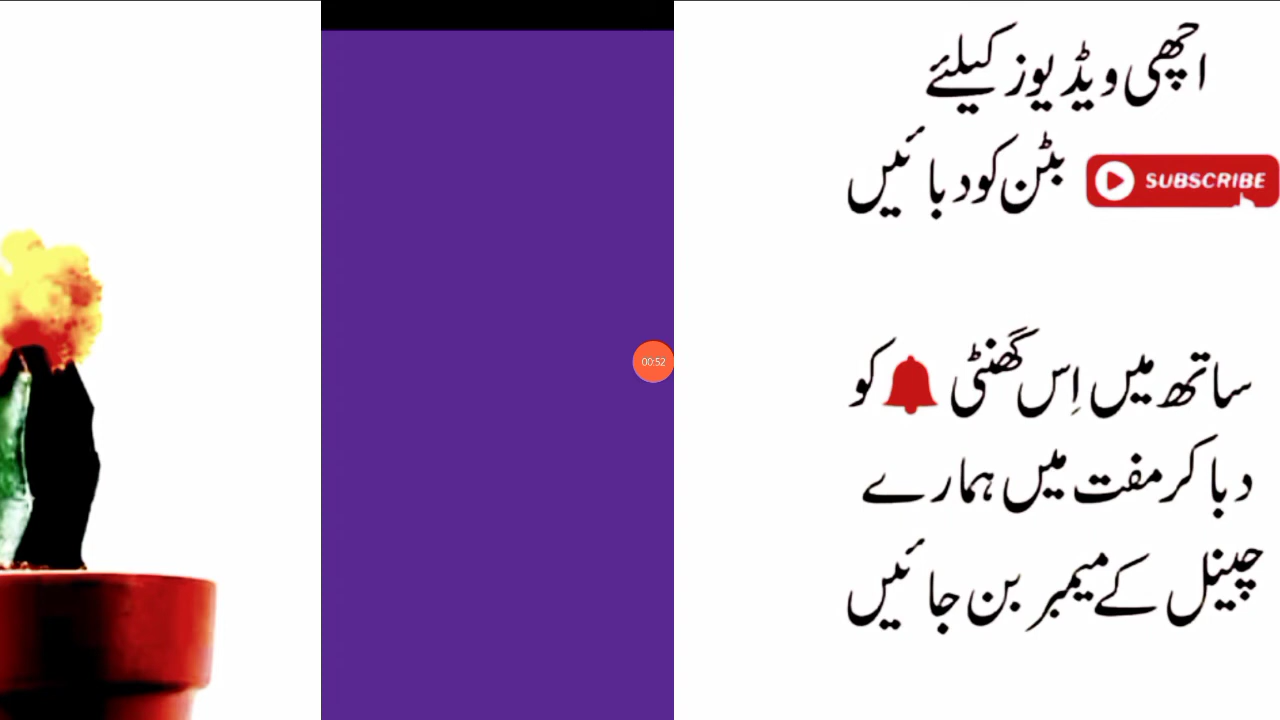 اچھی ویڈیوز کیلئے
SUBSCRIBE بٹن کو دبائیں
00:52
ساتھ میں اِس گھنٹی کو
دبا کر مفت میں ہمارے
چینل کے میمبر بن جائیں